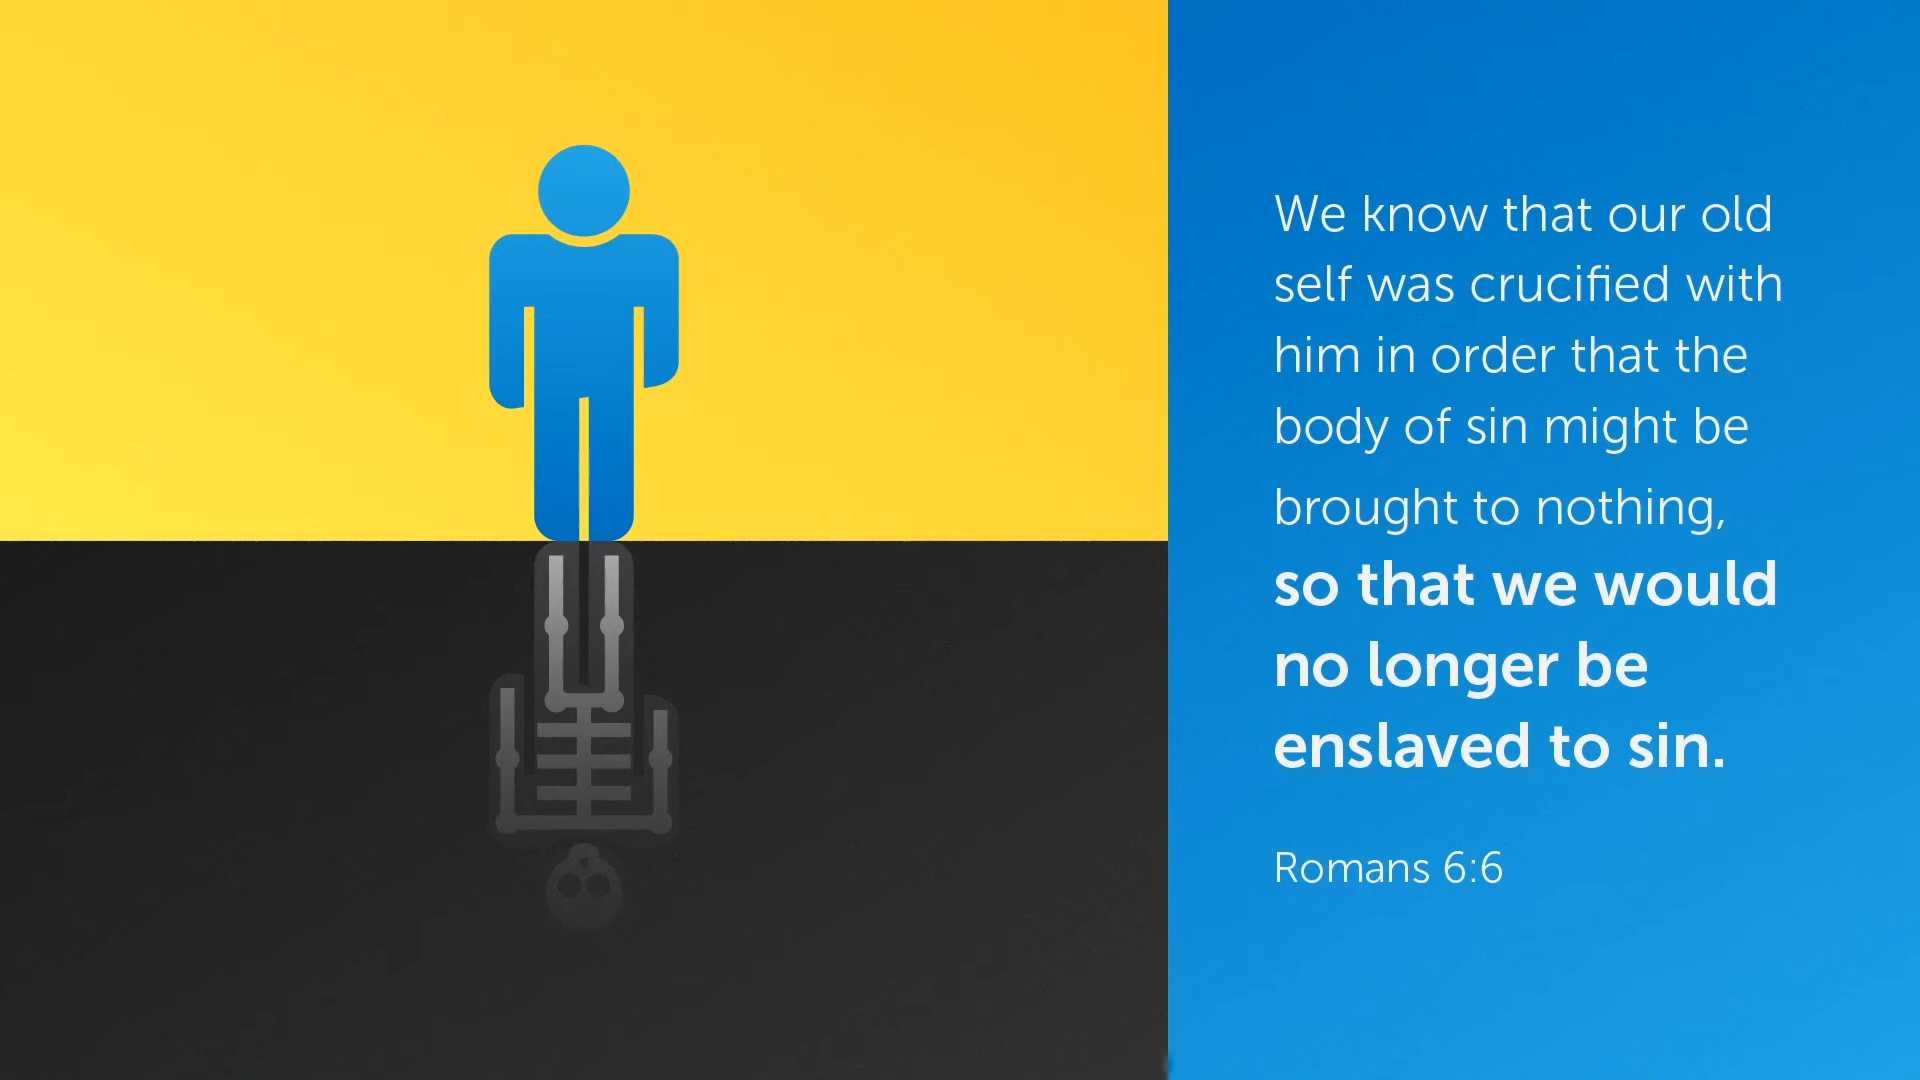 We know that our old
self was crucified with
him in order that the
body of sin might be
brought to nothing,
so that we would
no longer be
enslaved to sin.
Romans 6:6